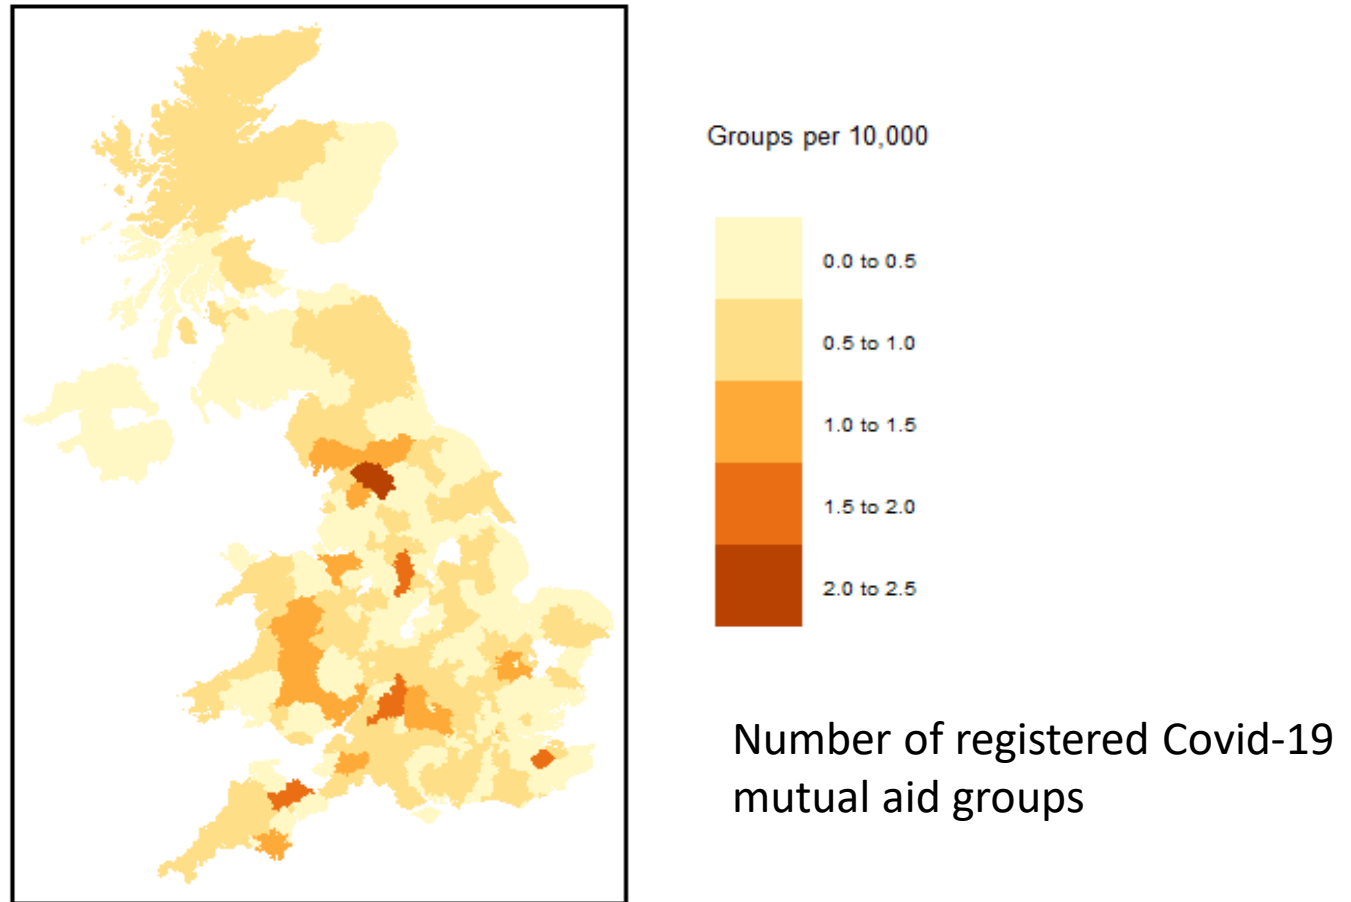 Groups per 10,000
0.0 to 0.5
0.5 to 1.0
1.0 to 1.5
1.5 to 2.0
2.0 to 2.5
Number of registered Covid-19
mutual aid groups